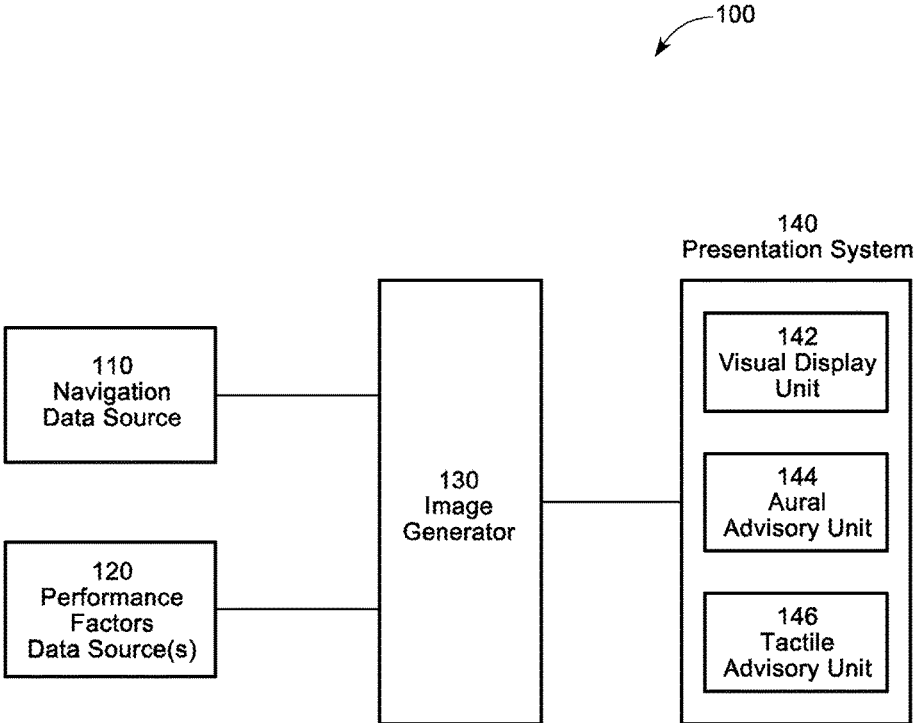 100
140
Presentation System
110
Navigation
Data Source
120
Performance
Factors
Data Source(s)
130
Image
Generator
142
Visual Display
Unit
144
Aural
Advisory Unit
146
Tactile
Advisory Unit